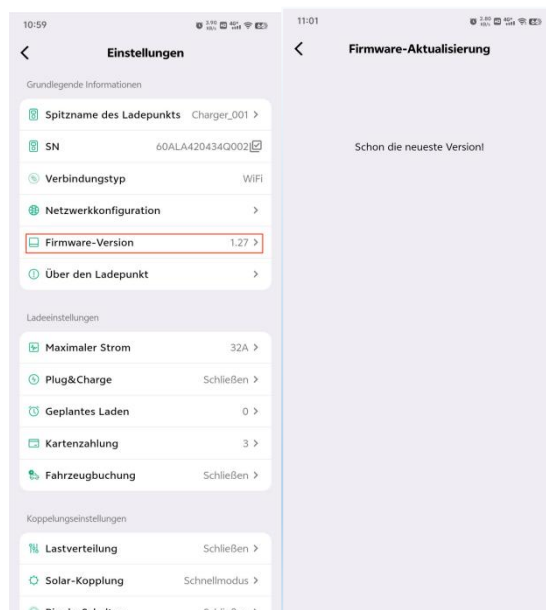 10:59
Einstellungen
Grundlegende Informationen
Spitzname des Ladepunkts Charger_001
SN 60ALA420434Q002
Verbindungstyp WiFi
Netzwerkkonfiguration
Firmware-Version 1.27
Über den Ladepunkt
Ladeeinstellungen
Maximaler Strom 32A
Plug&Charge Schließen
Geplantes Laden 0
Kartenzahlung 3
Fahrzeugbuchung Schließen
Koppelungseinstellungen
Lastverteilung Schließen
Solar-Kopplung Schnellmodus
11:01
Firmware-Aktualisierung
Schon die neueste Version!